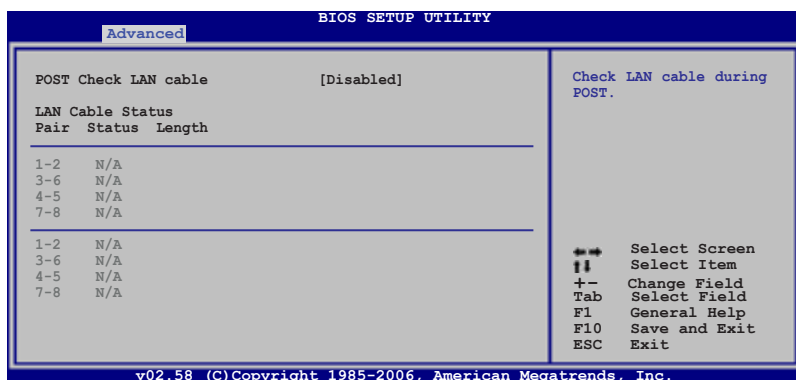 BIOS SETUP UTILITY
Advanced
POST Check LAN cable [Disabled]
LAN Cable Status
Pair Status Length
1-2 N/A
3-6 N/A
4-5 N/A
7-8 N/A
1-2 N/A
3-6 N/A
4-5 N/A
7-8 N/A
Check LAN cable during
POST.
←→ Select Screen
↑↓ Select Item
+- Change Field
Tab Select Field
F1 General Help
F10 Save and Exit
ESC Exit
v02.58 (C)Copyright 1985-2006, American Megatrends, Inc.